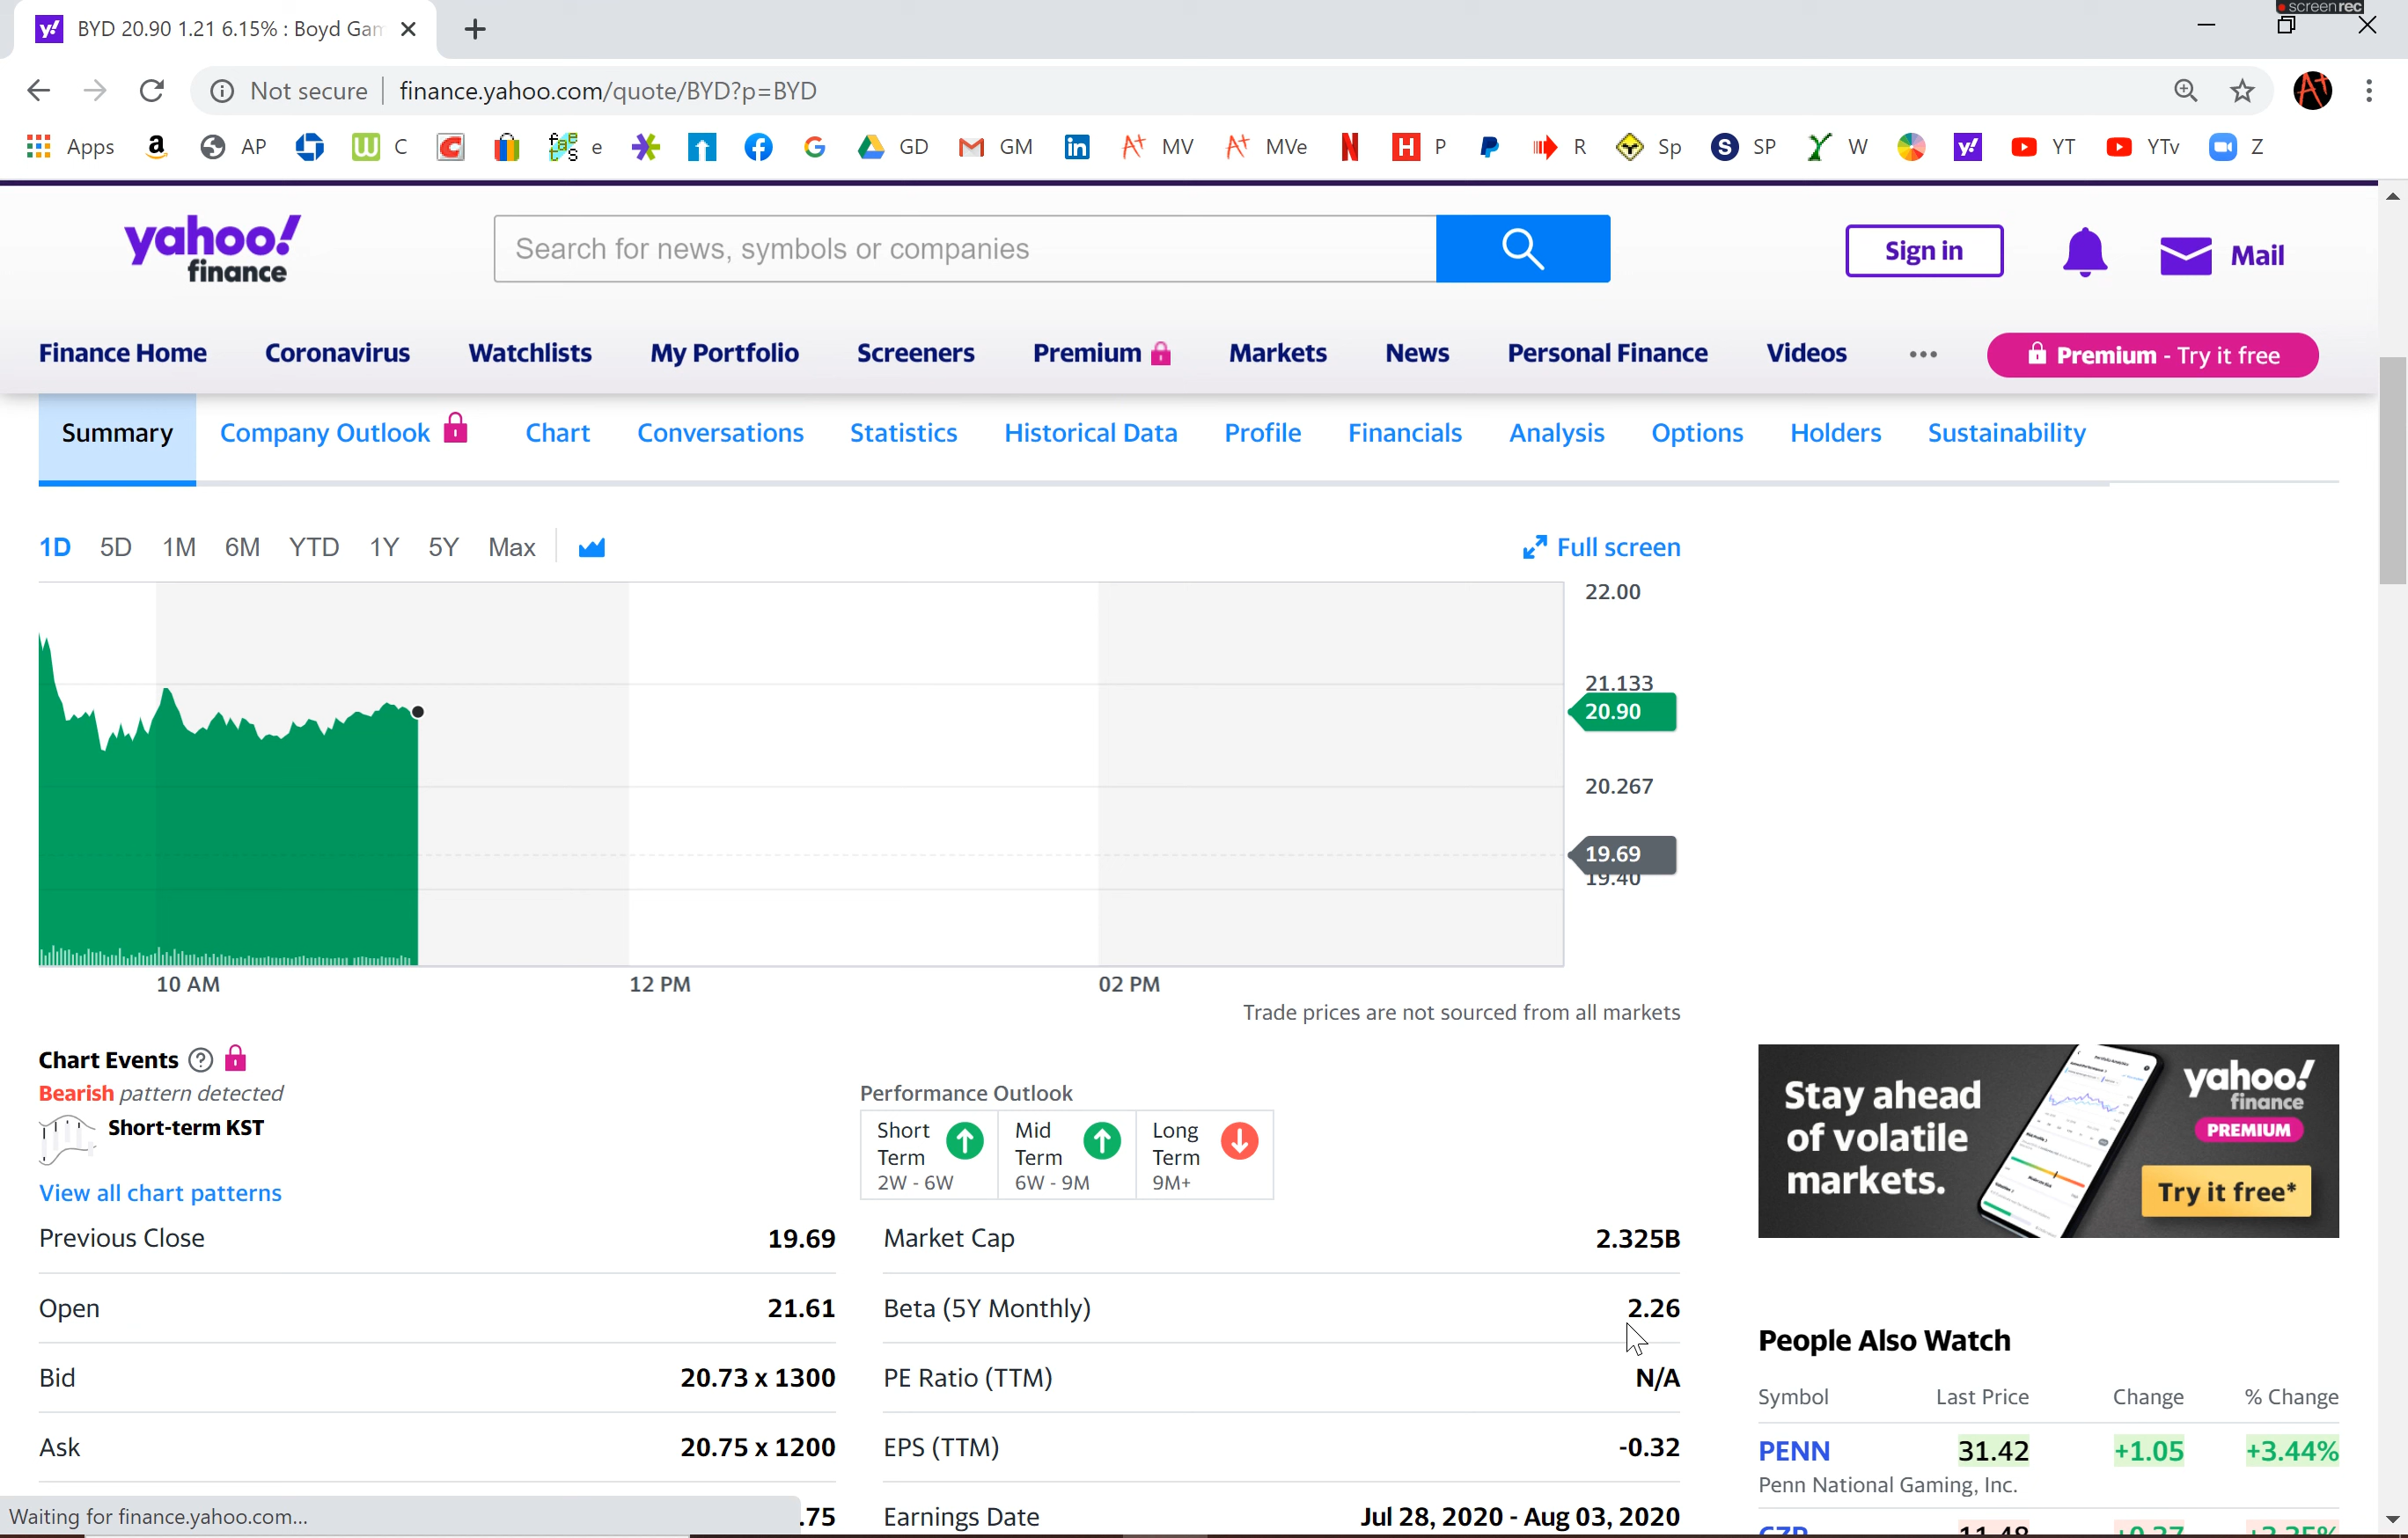 screenrec
BYD 20.90 1.21 6.15% : Boyd Gam
Not secure finance.yahoo.com/quote/BYD?p=BYD
Apps AP C e GD GM MV MVe P R Sp SP W YT YTv Z
yahoo! finance
Search for news, symbols or companies
Sign in
Mail
Finance Home Coronavirus Watchlists My Portfolio Screeners Premium Markets News Personal Finance Videos Premium - Try it free
Summary Company Outlook Chart Conversations Statistics Historical Data Profile Financials Analysis Options Holders Sustainability
1D 5D 1M 6M YTD 1Y 5Y Max Full screen
22.00
21.133
20.90
20.267
19.69
19.40
10 AM 12 PM 02 PM
Trade prices are not sourced from all markets
Chart Events
Bearish pattern detected
Short-term KST
View all chart patterns
Performance Outlook
Short Term 2W - 6W
Mid Term 6W - 9M
Long Term 9M+
Stay ahead
of volatile
markets.
yahoo!
finance
PREMIUM
Try it free*
Previous Close 19.69
Open 21.61
Bid 20.73 x 1300
Ask 20.75 x 1200
.75
Market Cap 2.325B
Beta (5Y Monthly) 2.26
PE Ratio (TTM) N/A
EPS (TTM) -0.32
Earnings Date Jul 28, 2020 - Aug 03, 2020
People Also Watch
Symbol Last Price Change % Change
PENN 31.42 +1.05 +3.44%
Penn National Gaming, Inc.
Waiting for finance.yahoo.com...